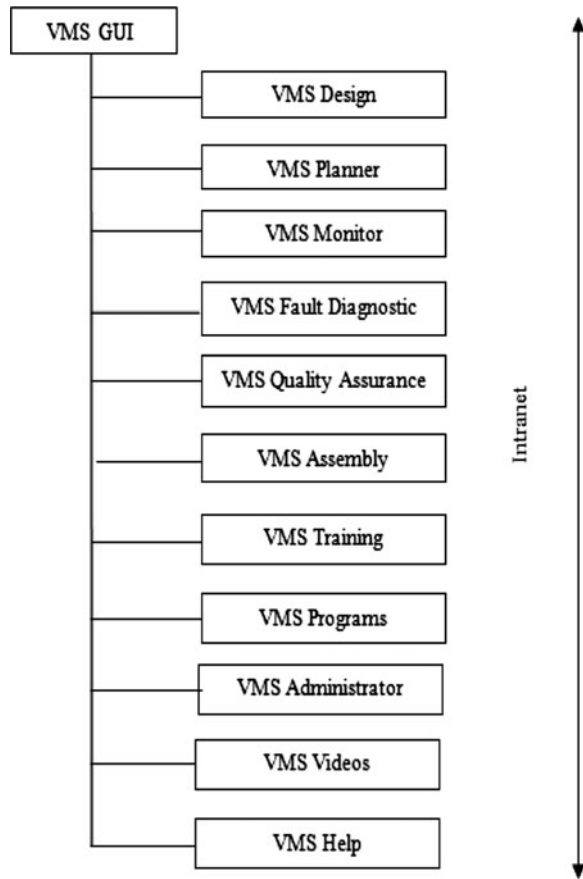 VMS GUI
VMS Design
VMS Planner
VMS Monitor
VMS Fault Diagnostic
VMS Quality Assurance
VMS Assembly
VMS Training
VMS Programs
VMS Administrator
VMS Videos
VMS Help
Intranet